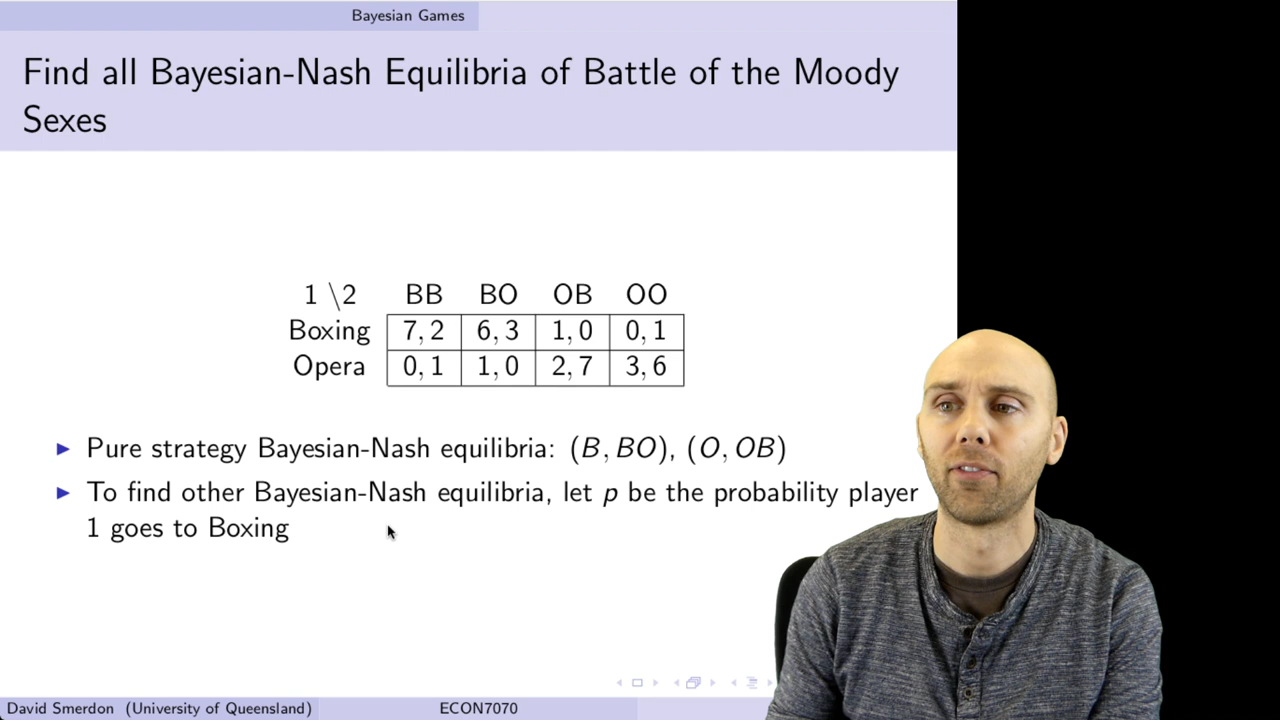 Bayesian Games
Find all Bayesian-Nash Equilibria of Battle of the Moody
Sexes
1 \2 BB BO OB OO
Boxing 7, 2 6, 3 1, 0 0, 1
Opera 0, 1 1, 0 2, 7 3, 6
▶ Pure strategy Bayesian-Nash equilibria: (B, BO), (O, OB)
▶ To find other Bayesian-Nash equilibria, let p be the probability player
1 goes to Boxing
David Smerdon (University of Queensland) ECON7070